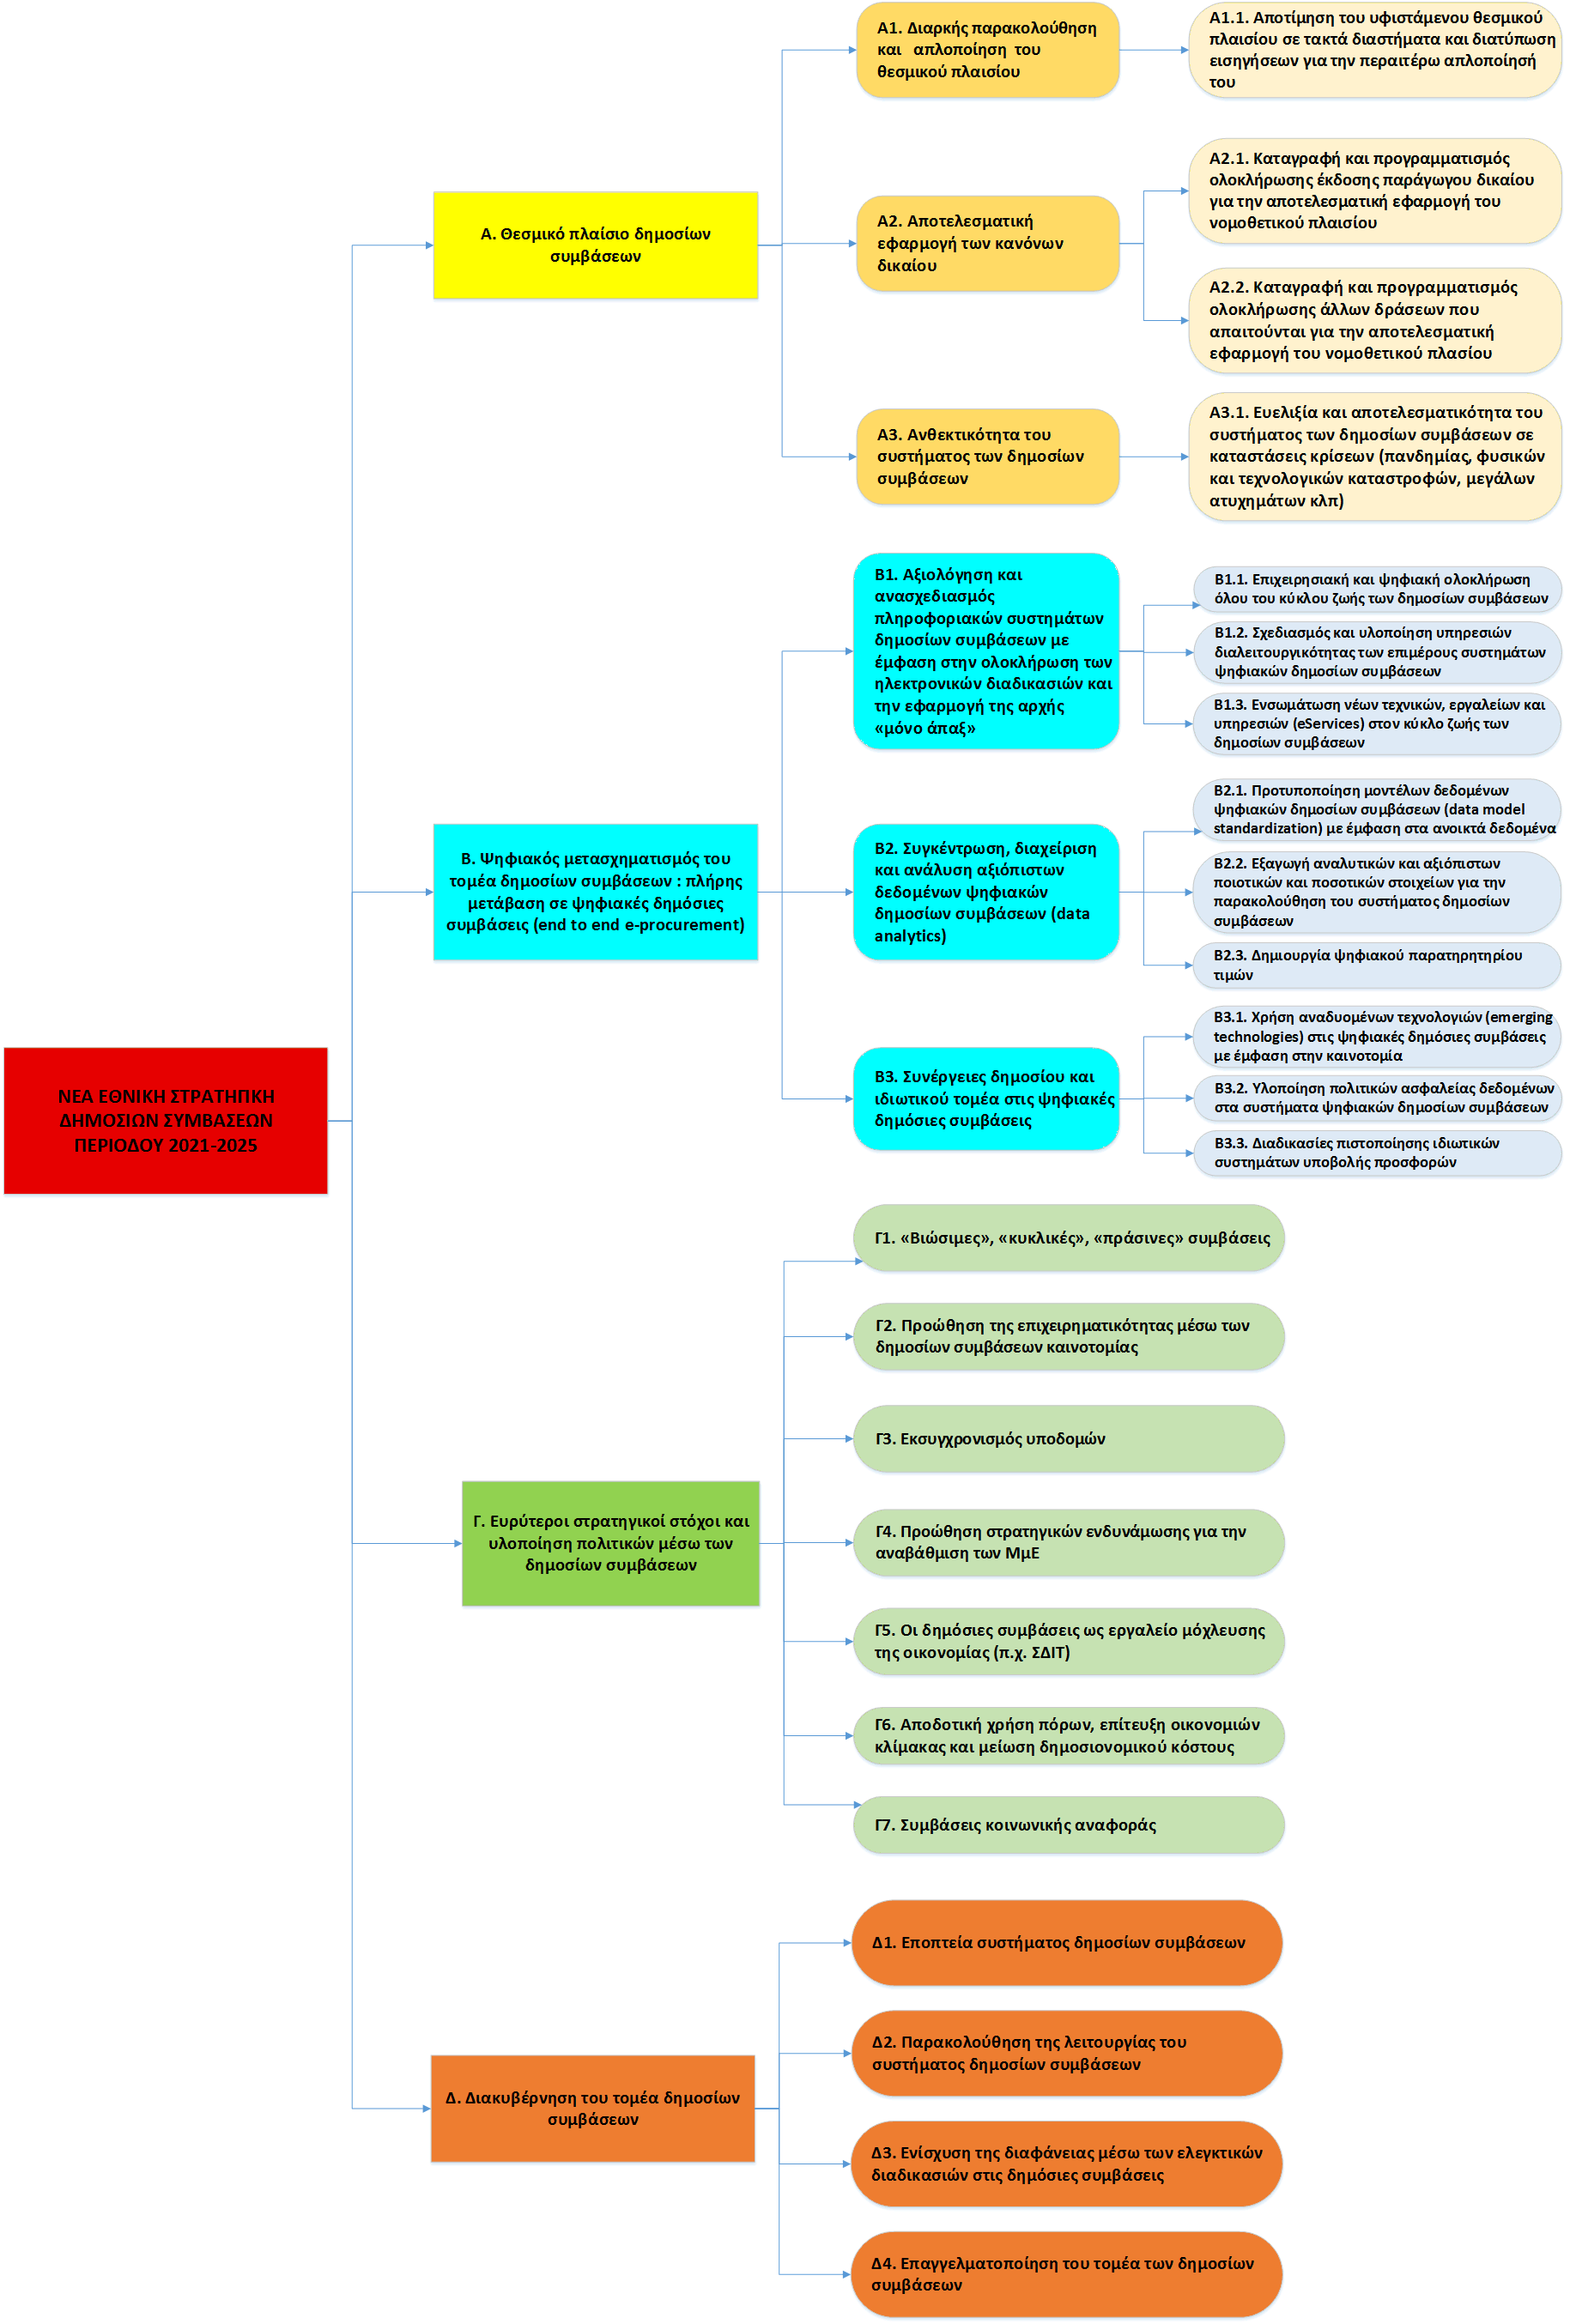 Α1. Διαρκής παρακολούθηση
και απλοποίηση του
θεσμικού πλαισίου
Α1.1. Αποτίμηση του υφιστάμενου θεσμικού
πλαισίου σε τακτά διαστήματα και διατύπωση
εισηγήσεων για την περαιτέρω απλοποίησή
του
Α. Θεσμικό πλαίσιο δημοσίων
συμβάσεων
Α2. Αποτελεσματική
εφαρμογή των κανόνων
δικαίου
Α2.1. Καταγραφή και προγραμματισμός
ολοκλήρωσης έκδοσης παράγωγου δικαίου
για την αποτελεσματική εφαρμογή του
νομοθετικού πλαισίου
Α2.2. Καταγραφή και προγραμματισμός
ολοκλήρωσης άλλων δράσεων που
απαιτούνται για την αποτελεσματική
εφαρμογή του νομοθετικού πλασίου
Α3. Ανθεκτικότητα του
συστήματος των δημοσίων
συμβάσεων
Α3.1. Ευελιξία και αποτελεσματικότητα του
συστήματος των δημοσίων συμβάσεων σε
καταστάσεις κρίσεων (πανδημίας, φυσικών
και τεχνολογικών καταστροφών, μεγάλων
ατυχημάτων κλπ)
Β1. Αξιολόγηση και
ανασχεδιασμός
πληροφοριακών συστημάτων
δημοσίων συμβάσεων με
έμφαση στην ολοκλήρωση των
ηλεκτρονικών διαδικασιών και
την εφαρμογή της αρχής
«μόνο άπαξ»
Β1.1. Επιχειρησιακή και ψηφιακή ολοκλήρωση
όλου του κύκλου ζωής των δημοσίων συμβάσεων
Β1.2. Σχεδιασμός και υλοποίηση υπηρεσιών
διαλειτουργικότητας των επιμέρους συστημάτων
ψηφιακών δημοσίων συμβάσεων
Β1.3. Ενσωμάτωση νέων τεχνικών, εργαλείων και
υπηρεσιών (eServices) στον κύκλο ζωής των
δημοσίων συμβάσεων
Β. Ψηφιακός μετασχηματισμός του
τομέα δημοσίων συμβάσεων : πλήρης
μετάβαση σε ψηφιακές δημόσιες
συμβάσεις (end to end e-procurement)
Β2. Συγκέντρωση, διαχείριση
και ανάλυση αξιόπιστων
δεδομένων ψηφιακών
δημοσίων συμβάσεων (data
analytics)
Β2.1. Προτυποποίηση μοντέλων δεδομένων
ψηφιακών δημοσίων συμβάσεων (data model
standardization) με έμφαση στα ανοικτά δεδομένα
Β2.2. Εξαγωγή αναλυτικών και αξιόπιστων
ποιοτικών και ποσοτικών στοιχείων για την
παρακολούθηση του συστήματος δημοσίων
συμβάσεων
Β2.3. Δημιουργία ψηφιακού παρατηρητηρίου
τιμών
Β3. Συνέργειες δημοσίου και
ιδιωτικού τομέα στις ψηφιακές
δημόσιες συμβάσεις
Β3.1. Χρήση αναδυομένων τεχνολογιών (emerging
technologies) στις ψηφιακές δημόσιες συμβάσεις
με έμφαση στην καινοτομία
Β3.2. Υλοποίηση πολιτικών ασφαλείας δεδομένων
στα συστήματα ψηφιακών δημοσίων συμβάσεων
Β3.3. Διαδικασίες πιστοποίησης ιδιωτικών
συστημάτων υποβολής προσφορών
ΝΕΑ ΕΘΝΙΚΗ ΣΤΡΑΤΗΓΙΚΗ
ΔΗΜΟΣΙΩΝ ΣΥΜΒΑΣΕΩΝ
ΠΕΡΙΟΔΟΥ 2021-2025
Γ1. «Βιώσιμες», «κυκλικές», «πράσινες» συμβάσεις
Γ2. Προώθηση της επιχειρηματικότητας μέσω των
δημοσίων συμβάσεων καινοτομίας
Γ3. Εκσυγχρονισμός υποδομών
Γ. Ευρύτεροι στρατηγικοί στόχοι και
υλοποίηση πολιτικών μέσω των
δημοσίων συμβάσεων
Γ4. Προώθηση στρατηγικών ενδυνάμωσης για την
αναβάθμιση των ΜμΕ
Γ5. Οι δημόσιες συμβάσεις ως εργαλείο μόχλευσης
της οικονομίας (π.χ. ΣΔΙΤ)
Γ6. Αποδοτική χρήση πόρων, επίτευξη οικονομιών
κλίμακας και μείωση δημοσιονομικού κόστους
Γ7. Συμβάσεις κοινωνικής αναφοράς
Δ1. Εποπτεία συστήματος δημοσίων συμβάσεων
Δ2. Παρακολούθηση της λειτουργίας του
συστήματος δημοσίων συμβάσεων
Δ. Διακυβέρνηση του τομέα δημοσίων
συμβάσεων
Δ3. Ενίσχυση της διαφάνειας μέσω των ελεγκτικών
διαδικασιών στις δημόσιες συμβάσεις
Δ4. Επαγγελματοποίηση του τομέα των δημοσίων
συμβάσεων